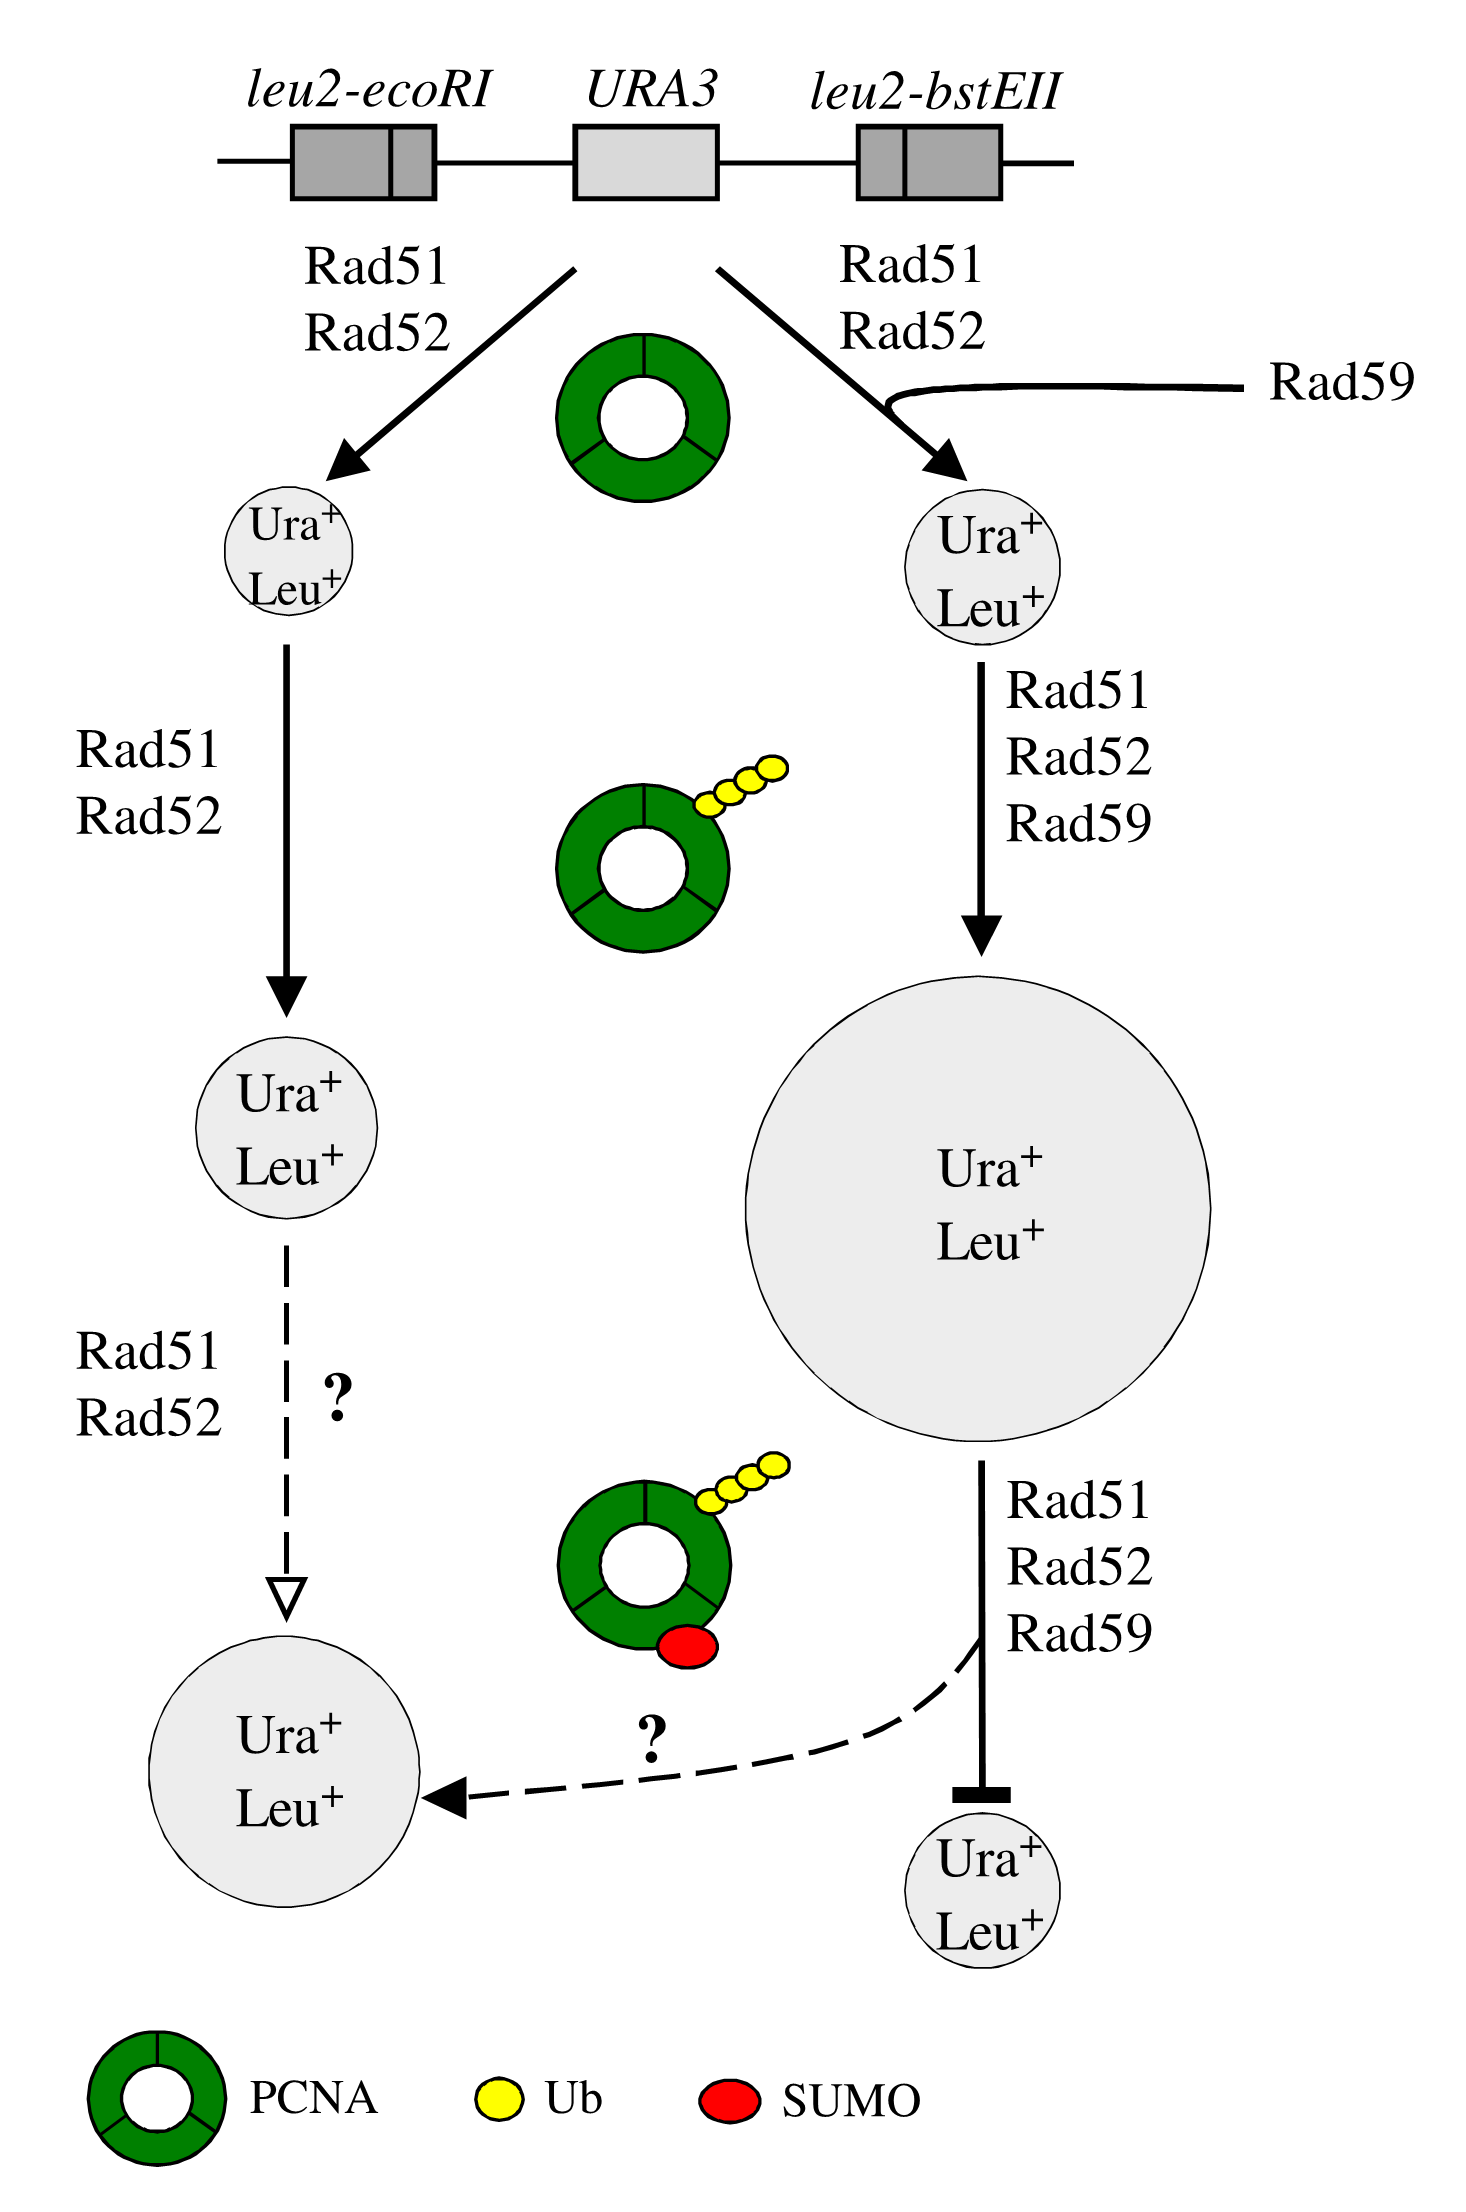 leu2-ecoRI URA3 leu2-bstEII
Rad51
Rad52
Rad51
Rad52
Rad59
Ura+
Leu+
Ura+
Leu+
Rad51
Rad52
Rad51
Rad52
Rad59
Ura+
Leu+
Ura+
Leu+
Rad51
Rad52
?
Rad51
Rad52
Rad59
?
Ura+
Leu+
Ura+
Leu+
PCNA Ub SUMO